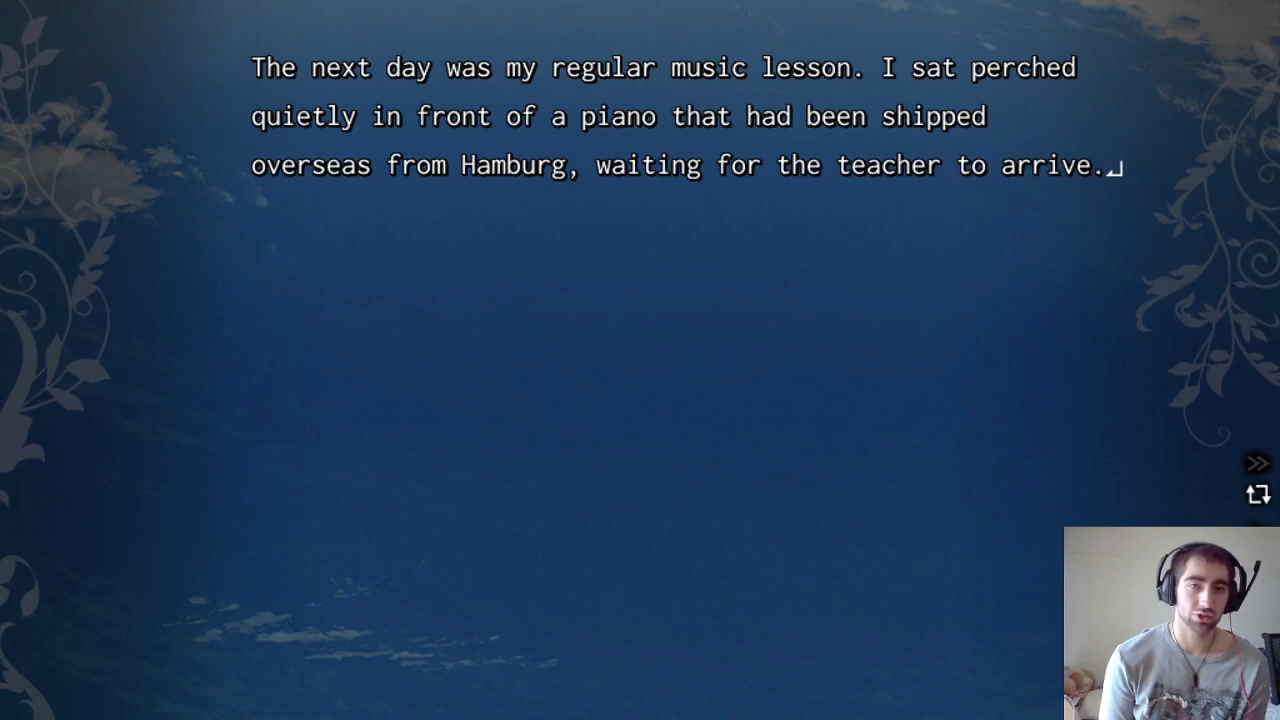 The next day was my regular music lesson. I sat perched
quietly in front of a piano that had been shipped
overseas from Hamburg, waiting for the teacher to arrive.